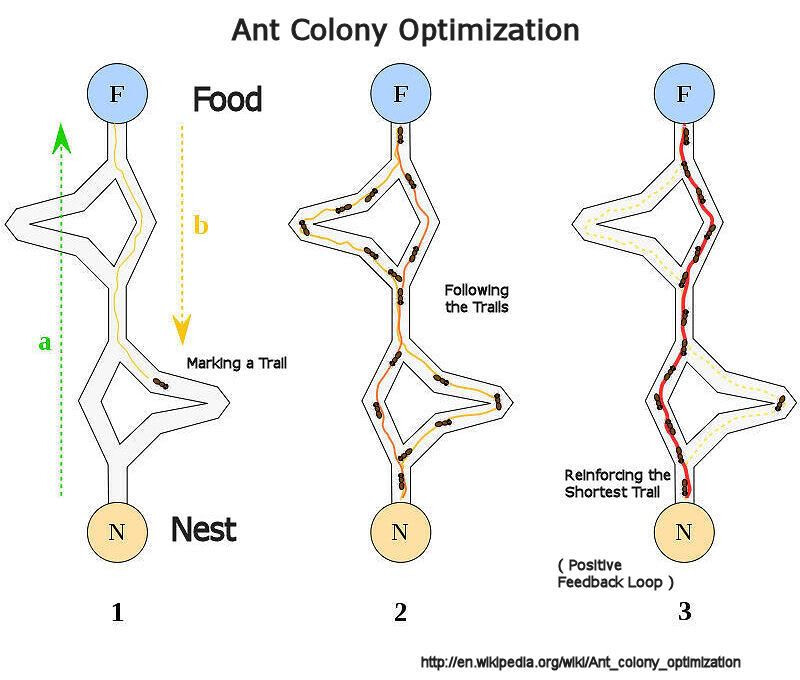 Ant Colony Optimization
F
Food
F
F
b
a
Marking a Trail
Following
the Trails
Reinforcing the
Shortest Trail
N
Nest
N
N
( Positive
Feedback Loop )
1
2
3
http://en.wikipedia.org/wiki/Ant_colony_optimization